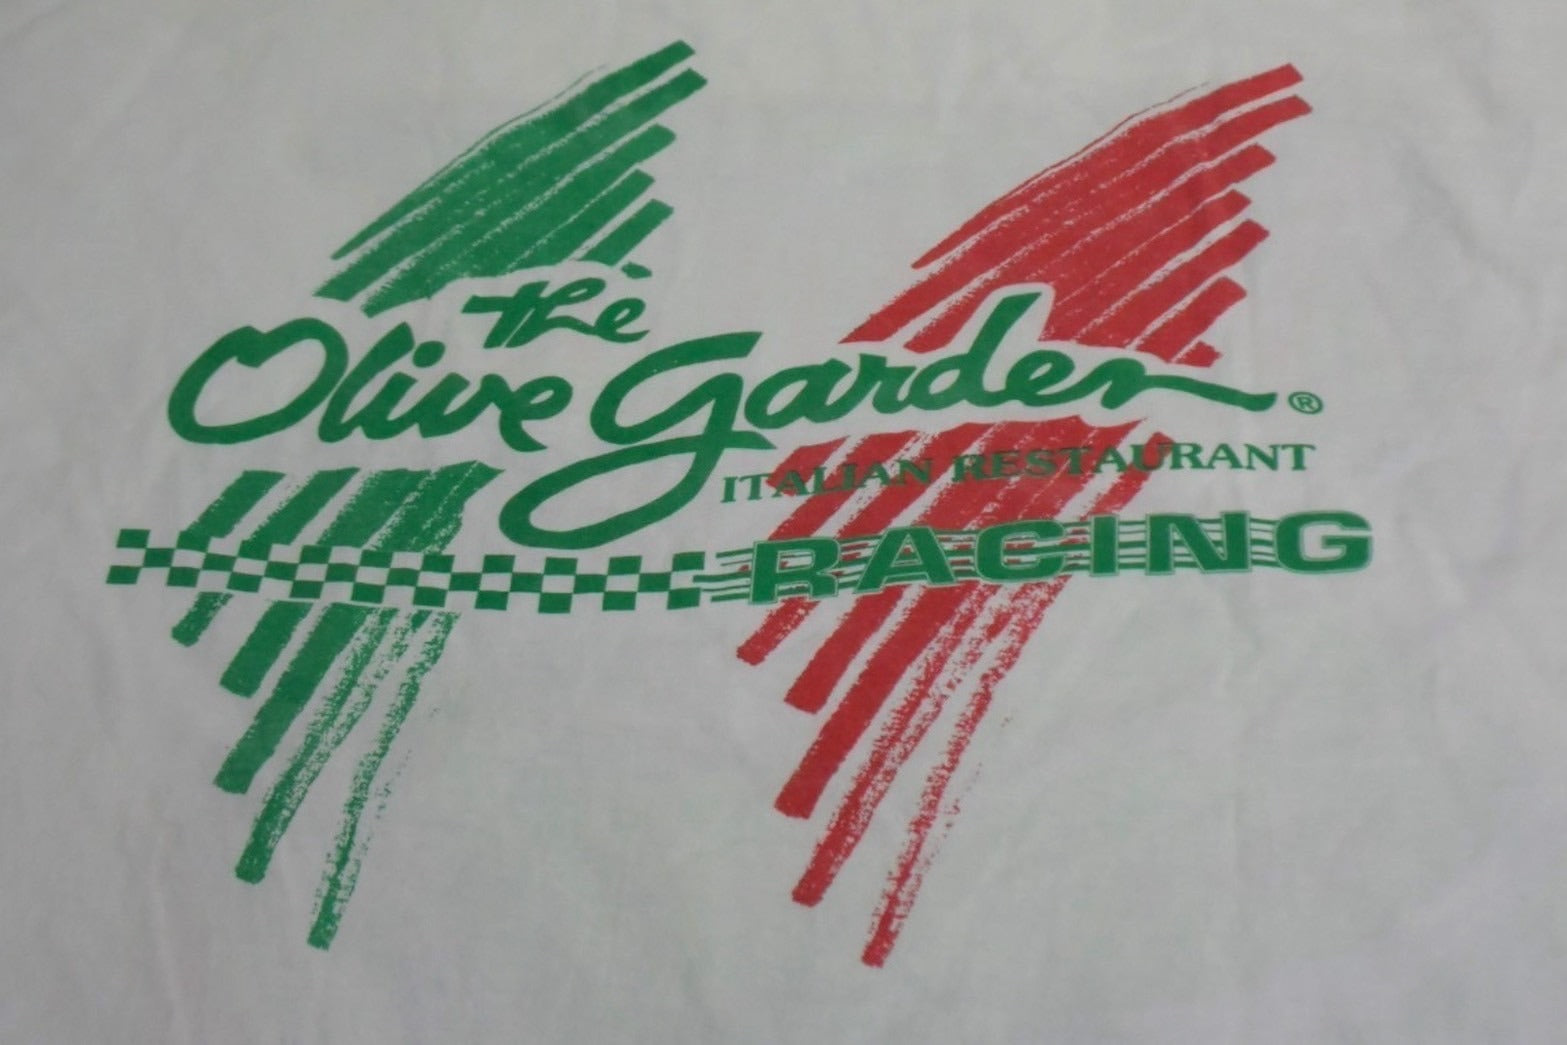 the
Olive Garden ®
ITALIAN RESTAURANT
RACING